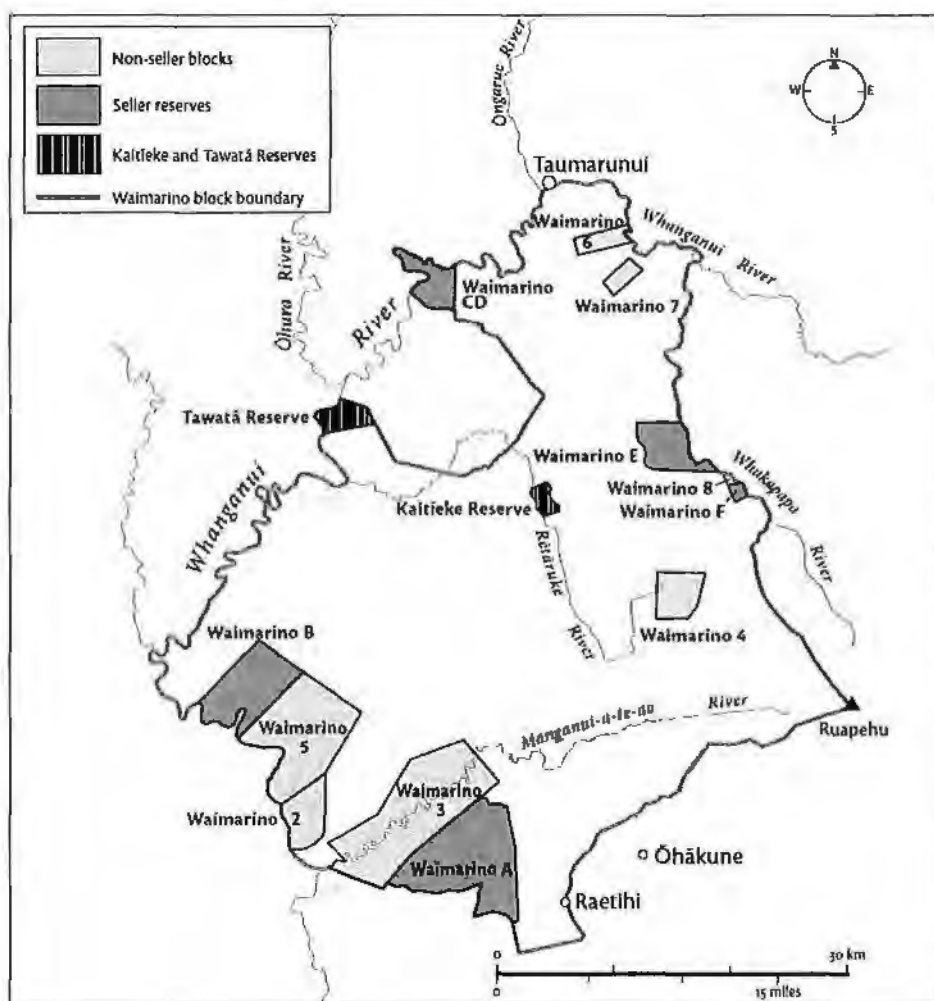 Non-seller blocks
Seller reserves
Kaitieke and Tawatā Reserves
Waimarino block boundary
N
W
E
S
Ongarue River
Taumarunui
Waimarino
6
Whanganui
River
Waimarino 7
Ōhura River
River
Waimarino
CD
Tawatā Reserve
Waimarino E
Waimarino 8
Waimarino F
Whakapapa
River
Kaitieke Reserve
Whanganui
Rētāruke
River
Waimarino 4
Waimarino B
Waimarino
5
Manganui-a-te-ao
River
Ruapehu
Waimarino
2
Waimarino
3
Waimarino A
Ōhākune
Raetihi
0
30 km
0
15 miles